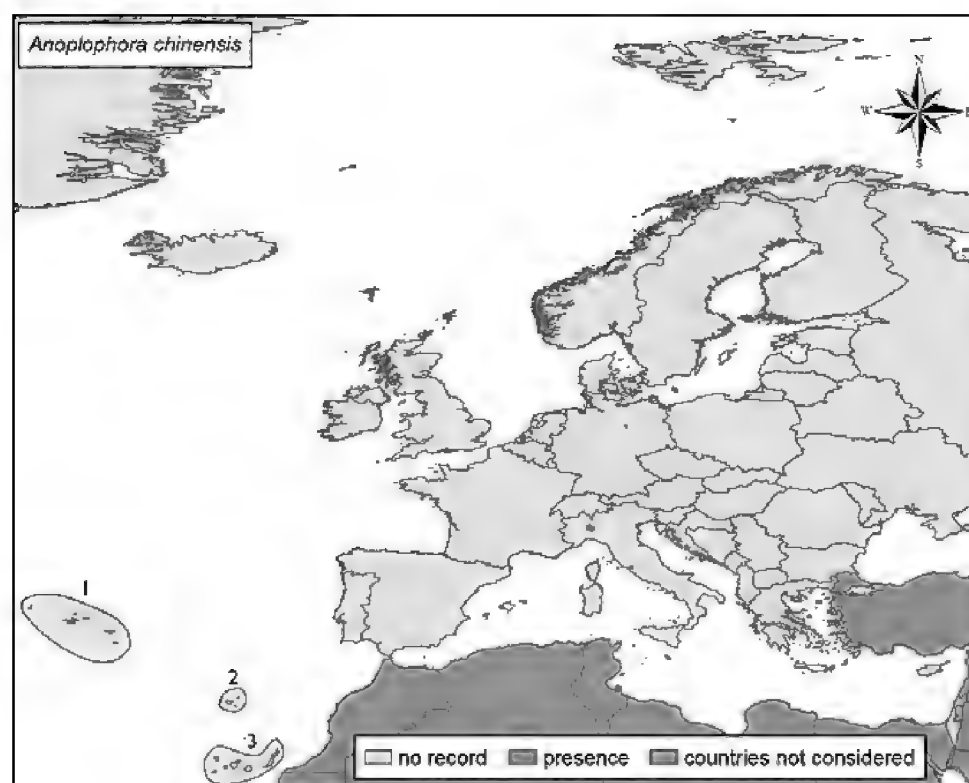 Anoplophora chinensis
N
W E
S
1
2
3
no record presence countries not considered